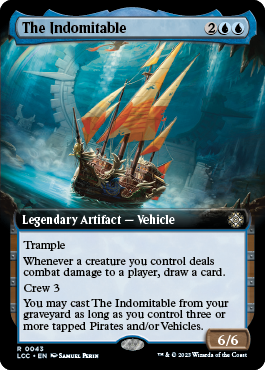 The Indomitable 2UU
Legendary Artifact — Vehicle
Trample
Whenever a creature you control deals
combat damage to a player, draw a card.
Crew 3
You may cast The Indomitable from your
graveyard as long as you control three or
more tapped Pirates and/or Vehicles.
6/6
R 0043
LCC • EN Samuel Perin
™ & © 2023 Wizards of the Coast